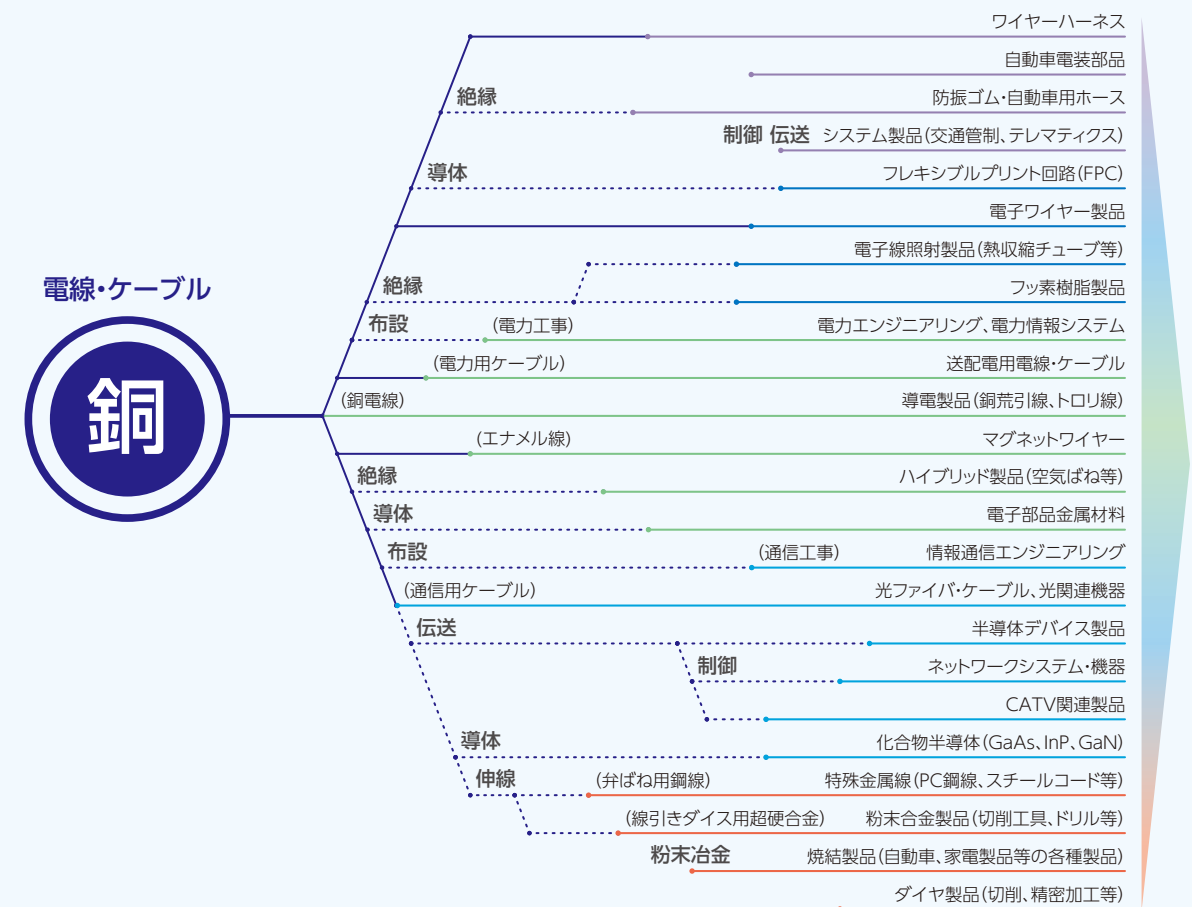 ワイヤーハーネス
自動車電装部品
絶縁 防振ゴム・自動車用ホース
制御 伝送 システム製品(交通管制、テレマティクス)
導体 フレキシブルプリント回路(FPC)
電子ワイヤー製品
電子線照射製品(熱収縮チューブ等)
電線・ケーブル
絶縁 フッ素樹脂製品
布設 (電力工事) 電力エンジニアリング、電力情報システム
(電力用ケーブル) 送配電用電線・ケーブル
銅
(銅電線) 導電製品(銅荒引線、トロリ線)
(エナメル線) マグネットワイヤー
絶縁 ハイブリッド製品(空気ばね等)
導体 電子部品金属材料
布設 (通信工事) 情報通信エンジニアリング
(通信用ケーブル) 光ファイバ・ケーブル、光関連機器
伝送 半導体デバイス製品
制御 ネットワークシステム・機器
CATV関連製品
導体 化合物半導体(GaAs、InP、GaN)
伸線 (弁ばね用鋼線) 特殊金属線(PC鋼線、スチールコード等)
(線引きダイス用超硬合金) 粉末合金製品(切削工具、ドリル等)
粉末冶金 焼結製品(自動車、家電製品等の各種製品)
ダイヤ製品(切削、精密加工等)